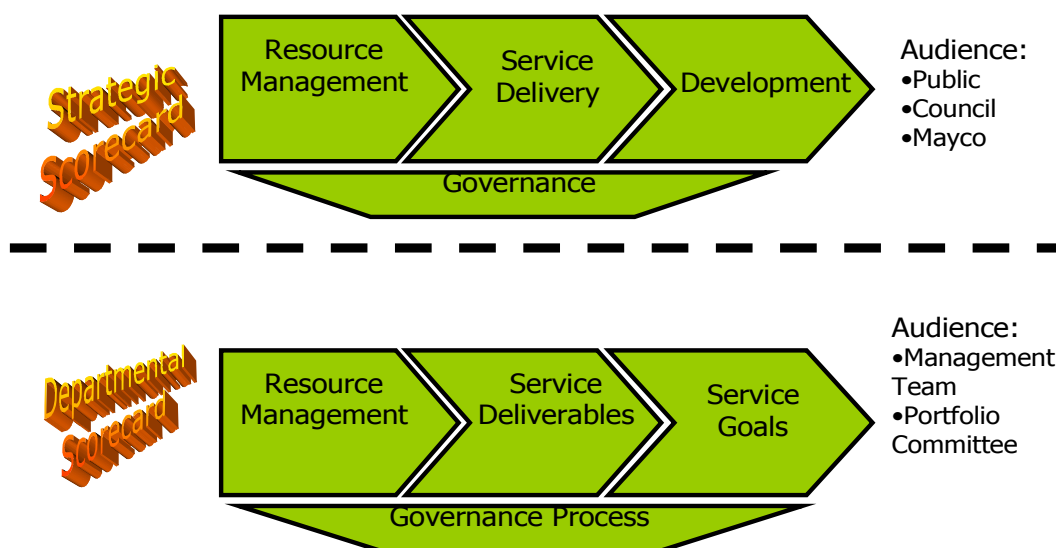 Strategic
Scorecard
Resource
Management
Service
Delivery
Development
Governance
Audience:
•Public
•Council
•Mayco
Departmental
Scorecard
Resource
Management
Service
Deliverables
Service
Goals
Governance Process
Audience:
•Management
Team
•Portfolio
Committee